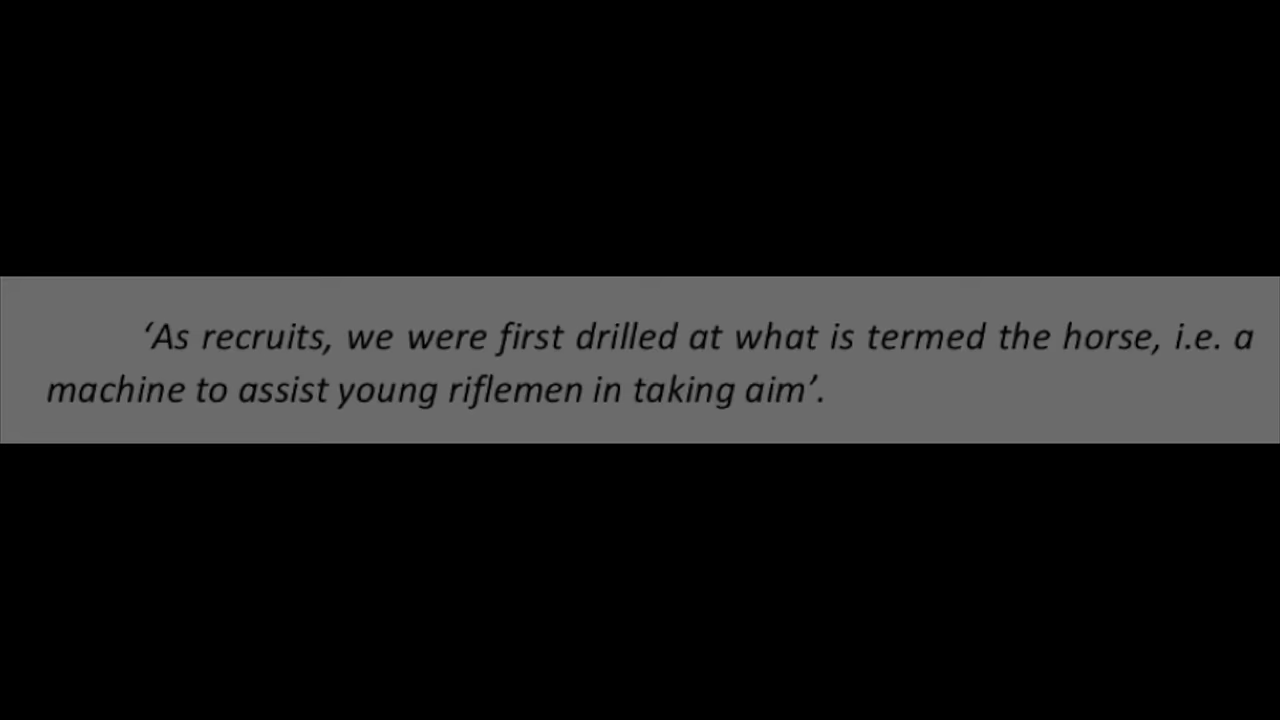 ‘As recruits, we were first drilled at what is termed the horse, i.e. a
machine to assist young riflemen in taking aim’.